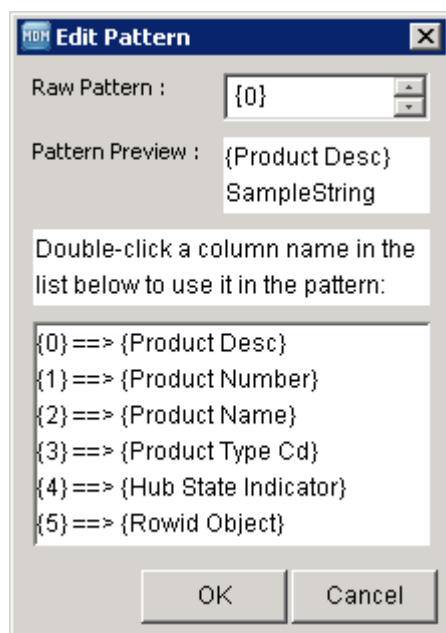 MDM Edit Pattern
Raw Pattern :
{0}
Pattern Preview :
{Product Desc}
SampleString
Double-click a column name in the
list below to use it in the pattern:
{0} ==> {Product Desc}
{1} ==> {Product Number}
{2} ==> {Product Name}
{3} ==> {Product Type Cd}
{4} ==> {Hub State Indicator}
{5} ==> {Rowid Object}
OK Cancel